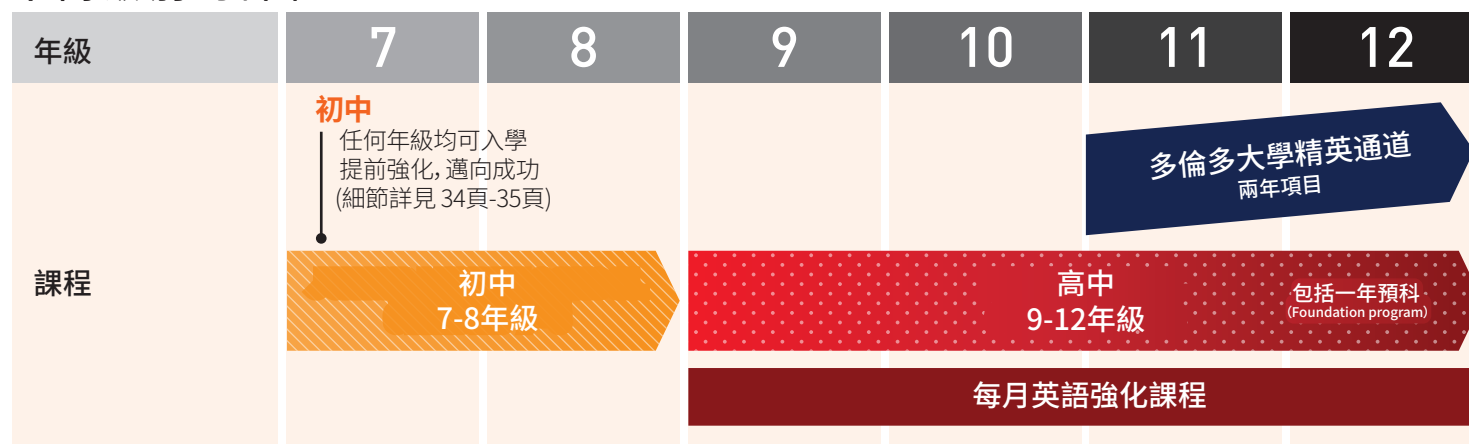 年級
7
8
9
10
11
12
初中
任何年級均可入學
提前強化，邁向成功
(細節詳見 34頁-35頁)
多倫多大學精英通道
兩年項目
課程
初中
7-8年級
高中
9-12年級
包括一年預科
(Foundation program)
每月英語強化課程